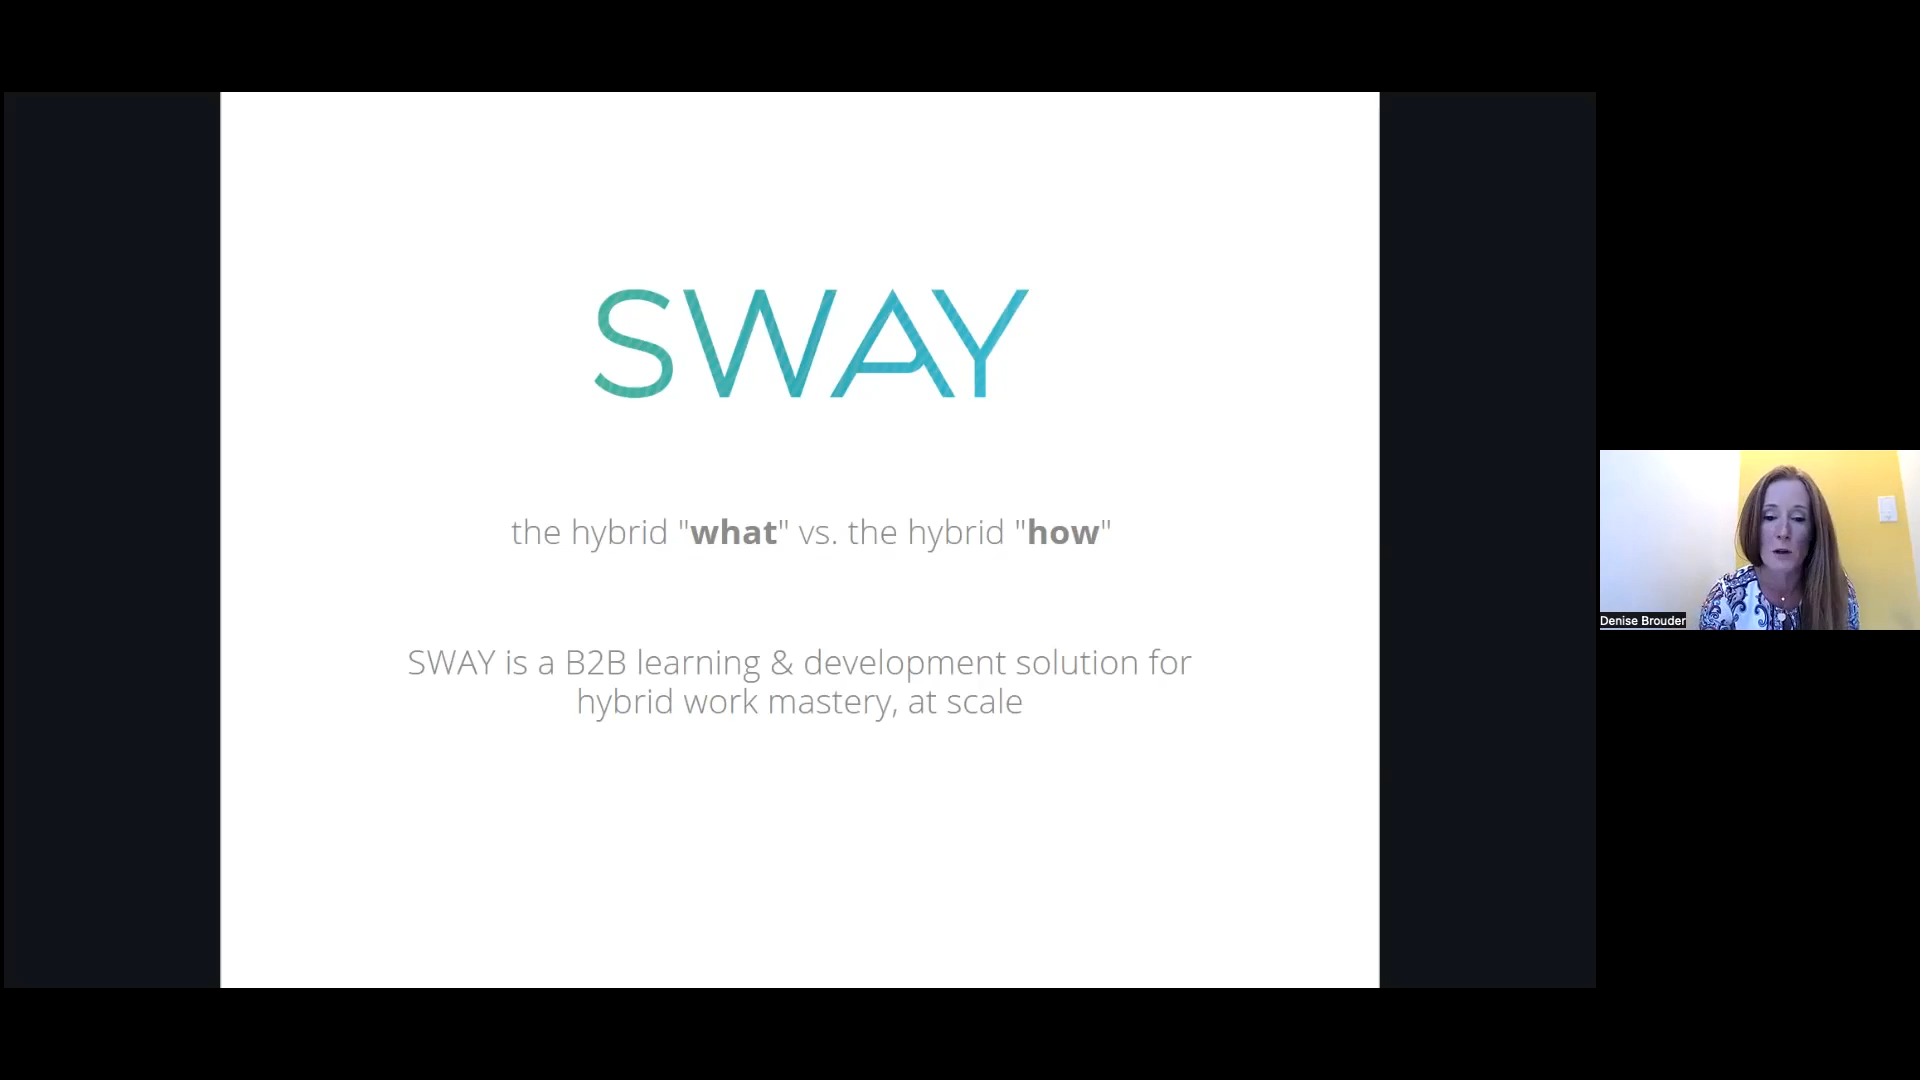 SWAY
the hybrid "what" vs. the hybrid "how"
SWAY is a B2B learning & development solution for
hybrid work mastery, at scale
Denise Brouder